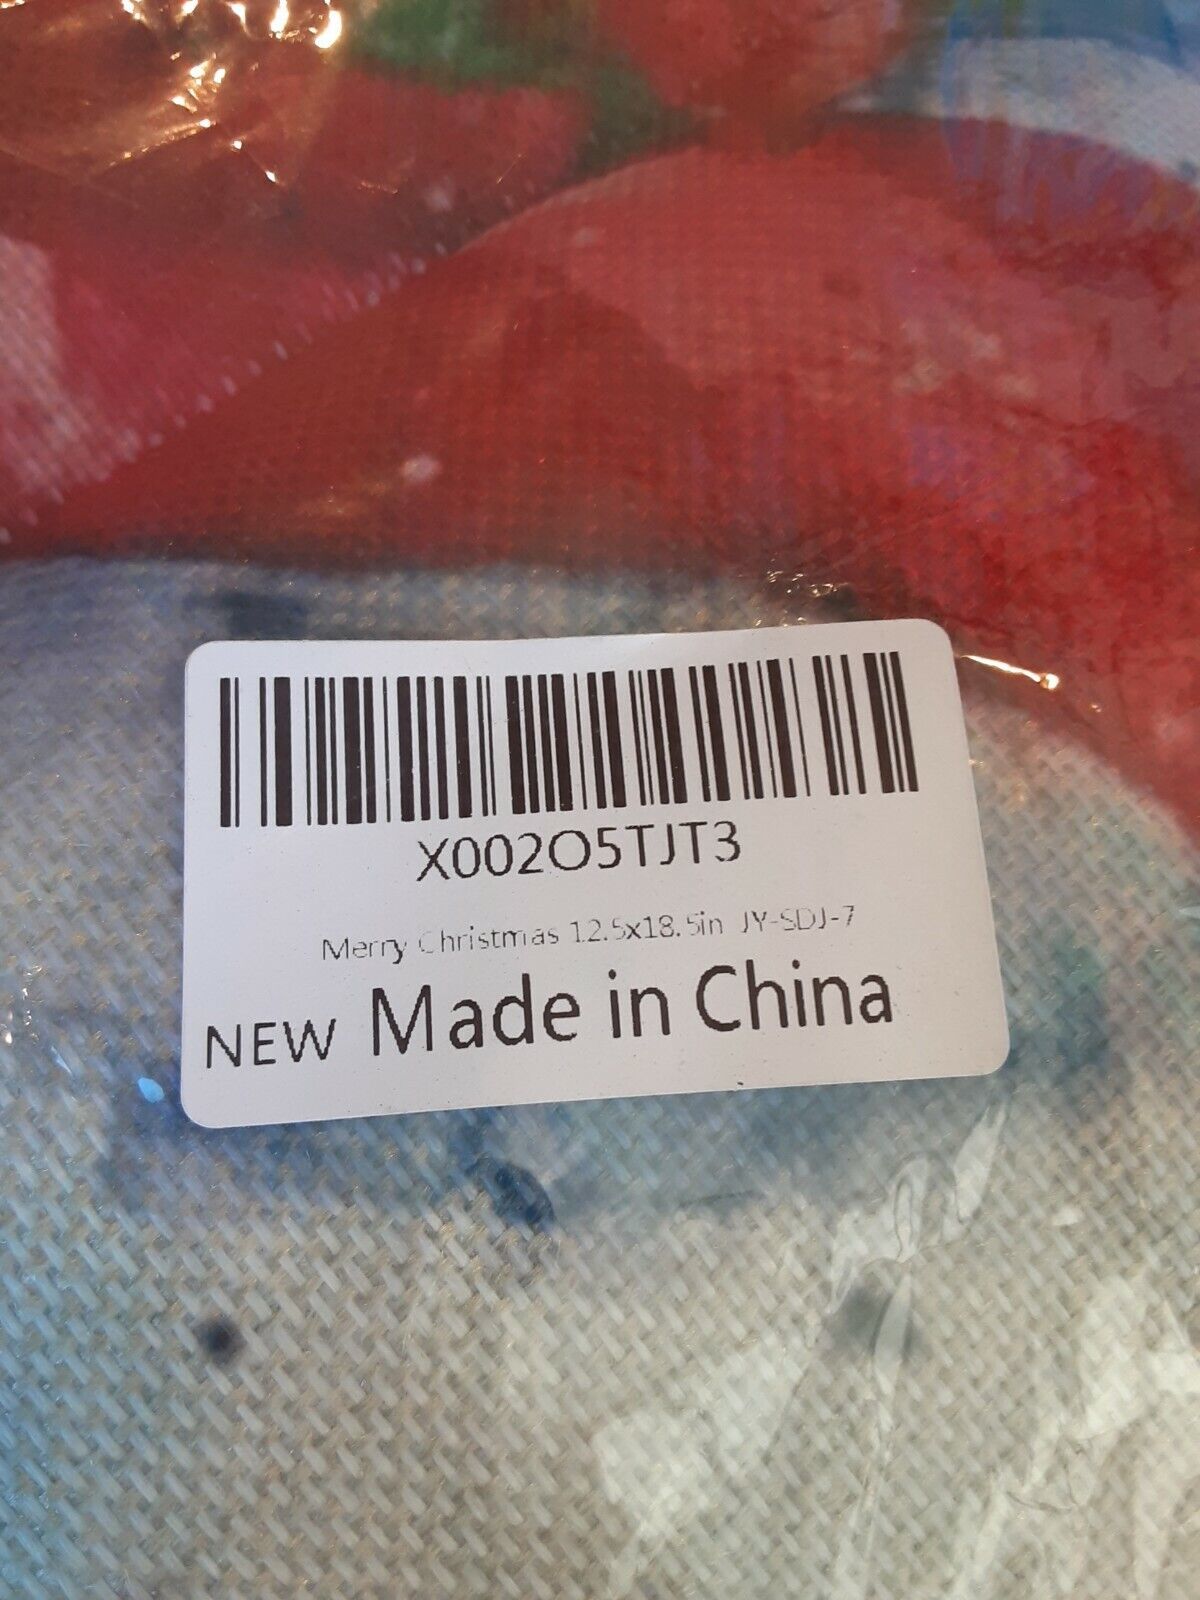 X002O5TJT3
Merry Christmas 12.5x18.5in JY-SDJ-7
NEW Made in China